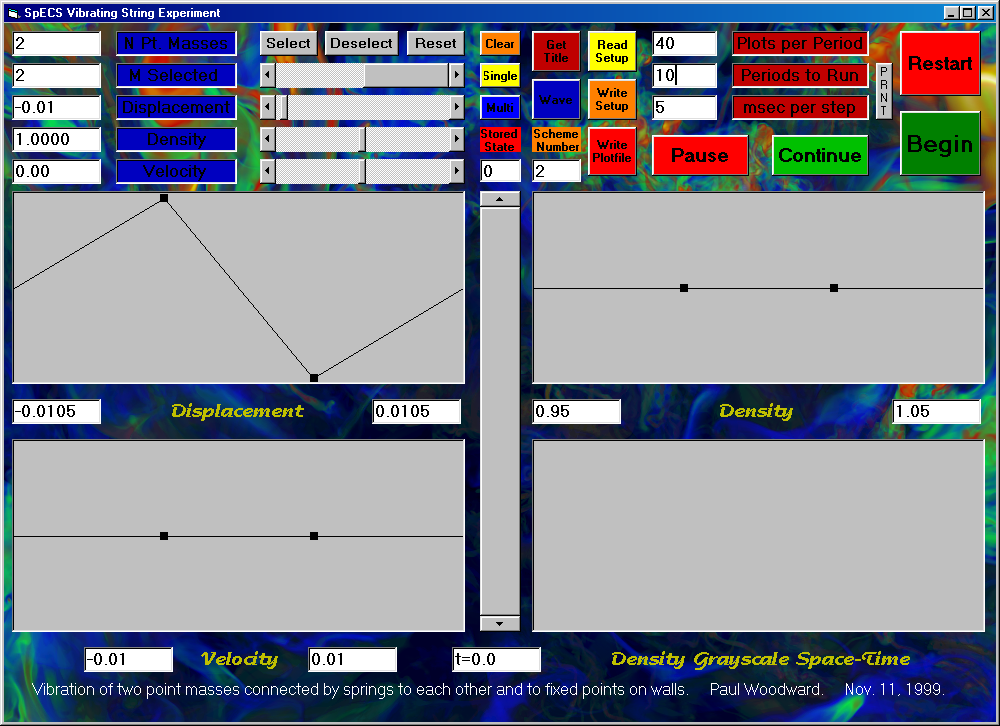 SpECS Vibrating String Experiment
2 N Pt. Masses Select Deselect Reset Clear Get Title Read Setup 40 Plots per Period Restart
2 M Selected Single 10 Periods to Run PRNT
-0.01 Displacement Multi Wave Write Setup 5 msec per step
1.0000 Density Stored State Scheme Number Write Plotfile Pause Continue Begin
0.00 Velocity 0 2
-0.0105 Displacement 0.0105 0.95 Density 1.05
-0.01 Velocity 0.01 t=0.0 Density Grayscale Space-Time
Vibration of two point masses connected by springs to each other and to fixed points on walls. Paul Woodward. Nov. 11, 1999.